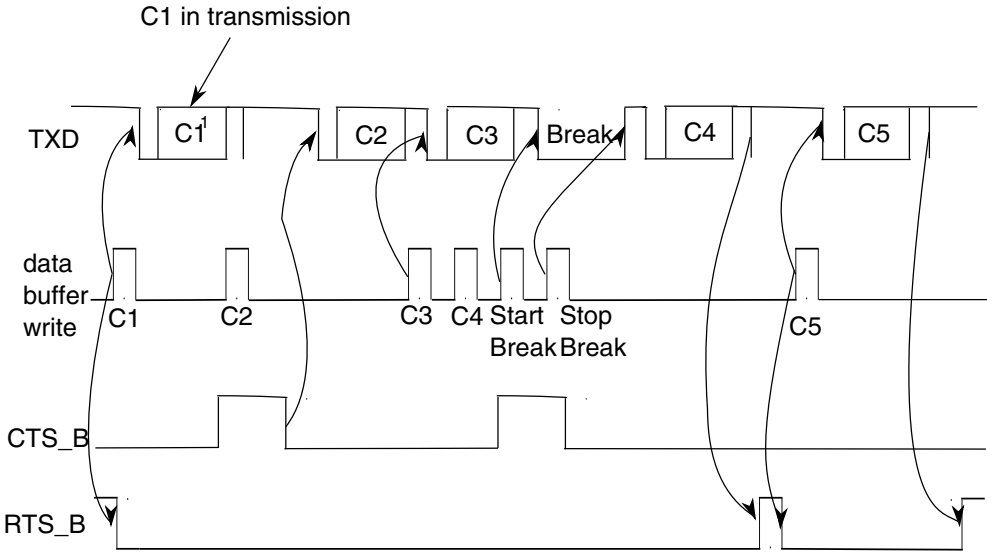 C1 in transmission
TXD
C1 1
C2
C3
Break
C4
C5
data
buffer
write
C1
C2
C3
C4
Start
Break
Stop
Break
C5
CTS_B
RTS_B